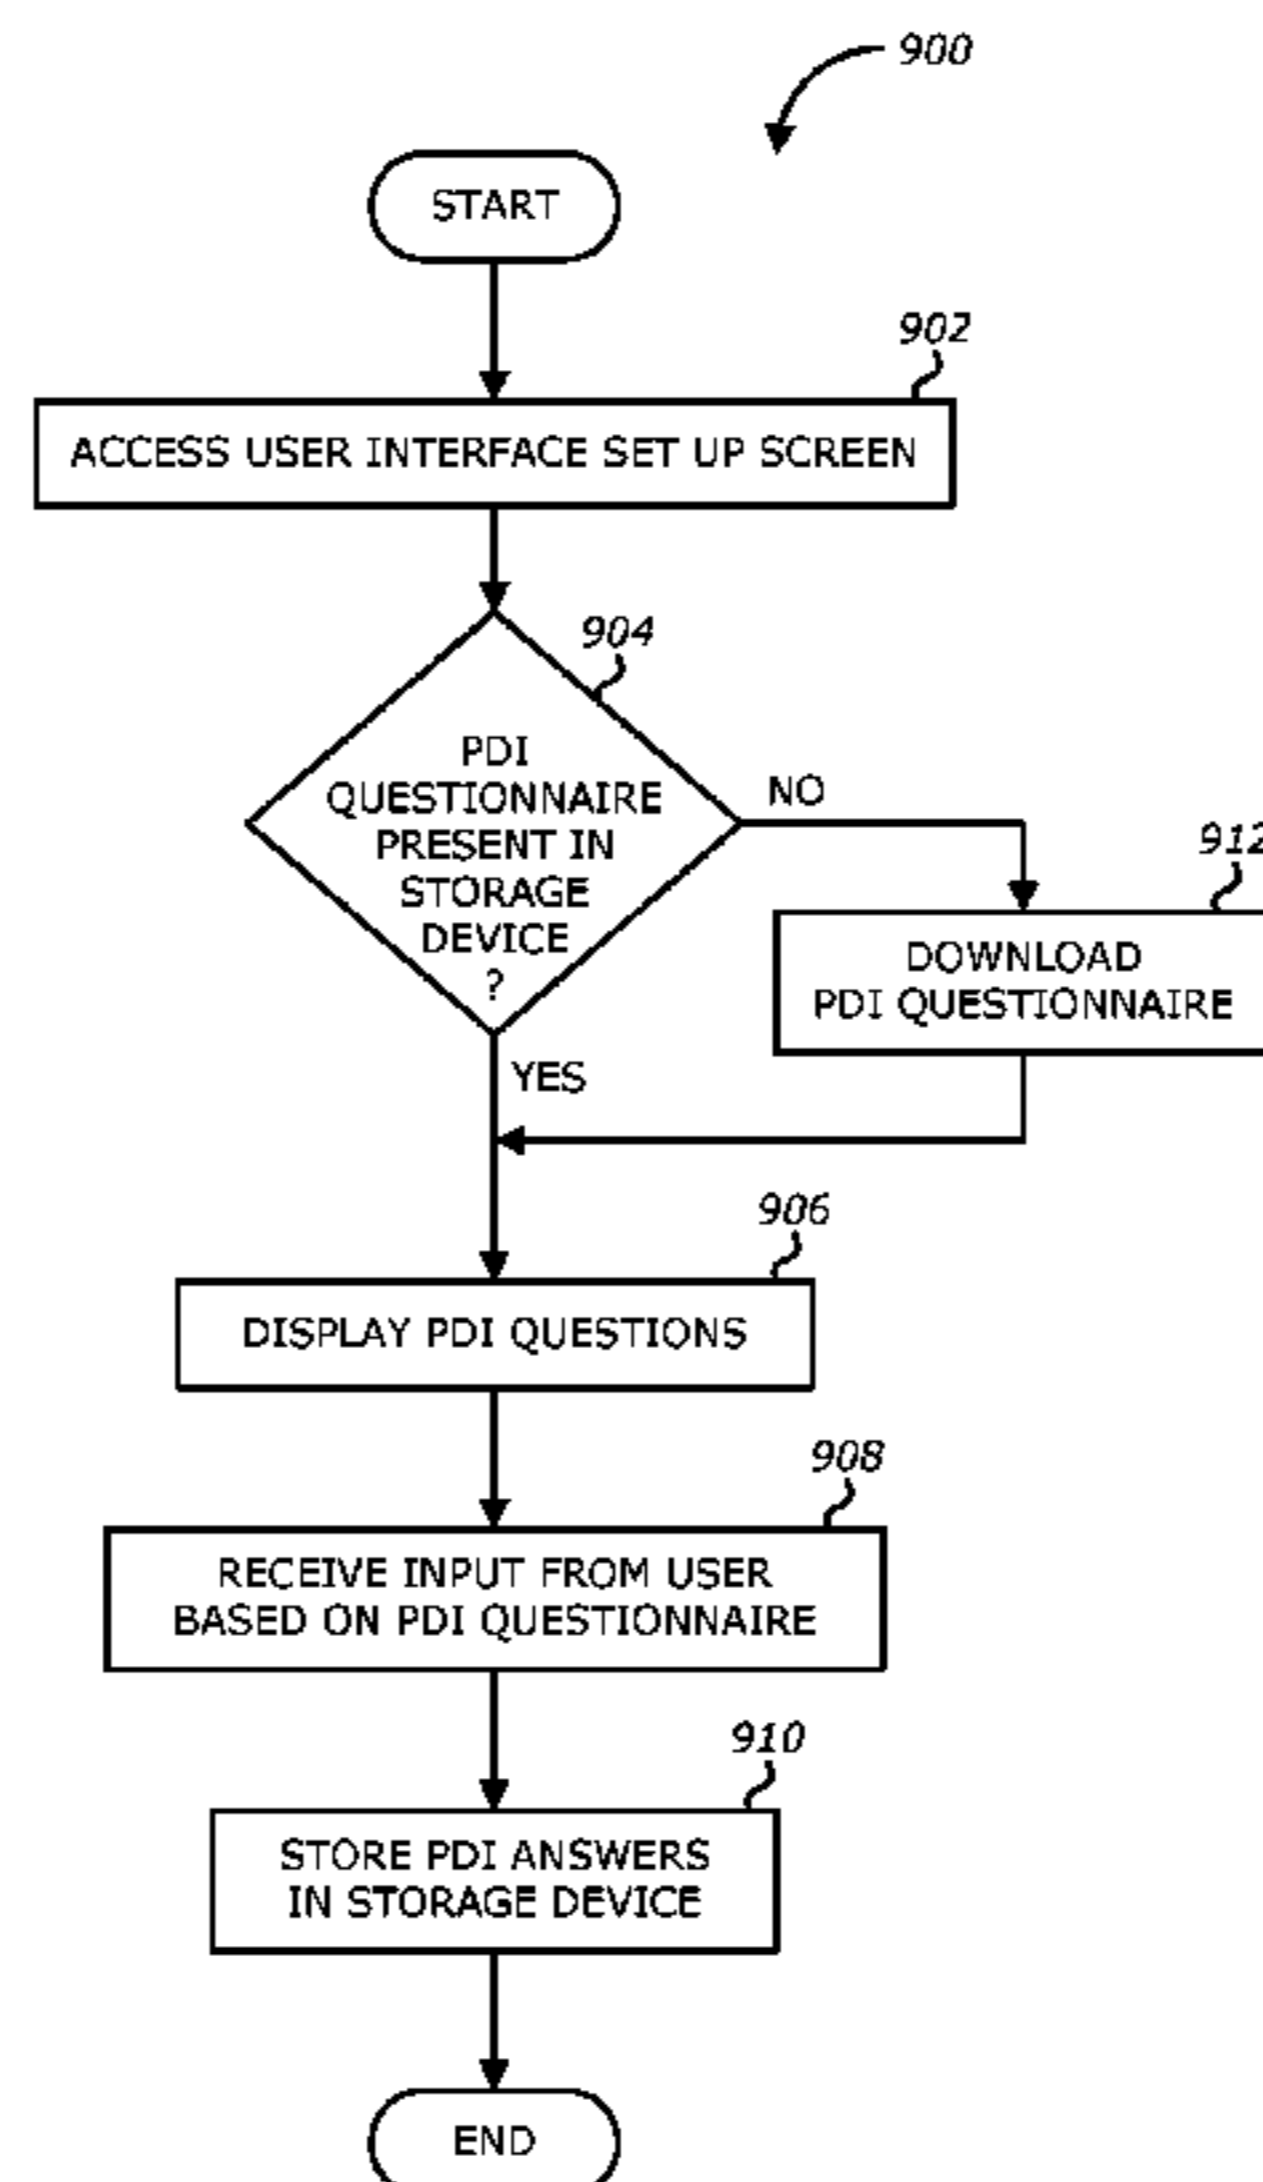 900
START
902
ACCESS USER INTERFACE SET UP SCREEN
904
PDI
QUESTIONNAIRE
PRESENT IN
STORAGE
DEVICE
?
NO
912
DOWNLOAD
PDI QUESTIONNAIRE
YES
906
DISPLAY PDI QUESTIONS
908
RECEIVE INPUT FROM USER
BASED ON PDI QUESTIONNAIRE
910
STORE PDI ANSWERS
IN STORAGE DEVICE
END